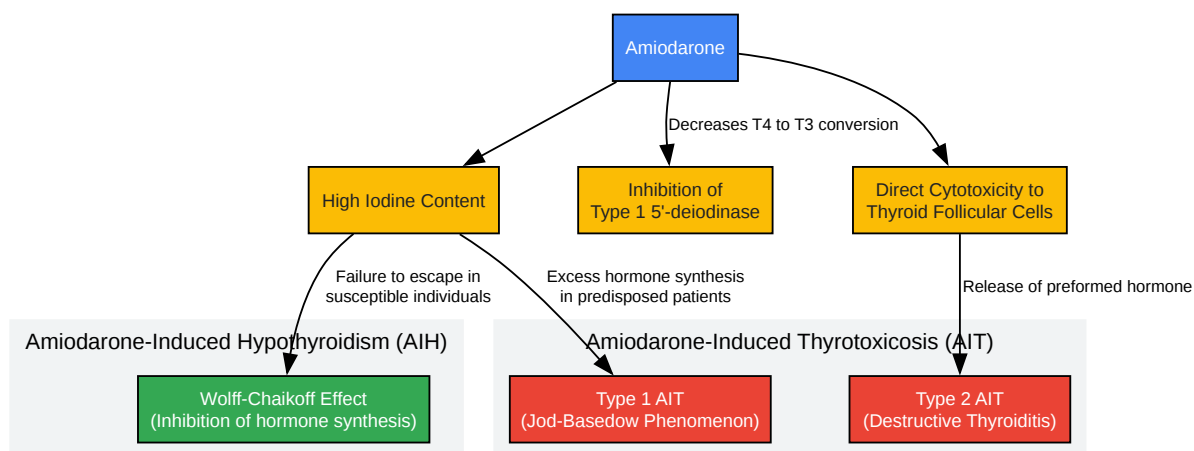 Amiodarone
Decreases T4 to T3 conversion
High Iodine Content
Inhibition of
Type 1 5'-deiodinase
Direct Cytotoxicity to
Thyroid Follicular Cells
Failure to escape in
susceptible individuals
Excess hormone synthesis
in predisposed patients
Release of preformed hormone
Amiodarone-Induced Hypothyroidism (AIH)
Amiodarone-Induced Thyrotoxicosis (AIT)
Wolff-Chaikoff Effect
(Inhibition of hormone synthesis)
Type 1 AIT
(Jod-Basedow Phenomenon)
Type 2 AIT
(Destructive Thyroiditis)